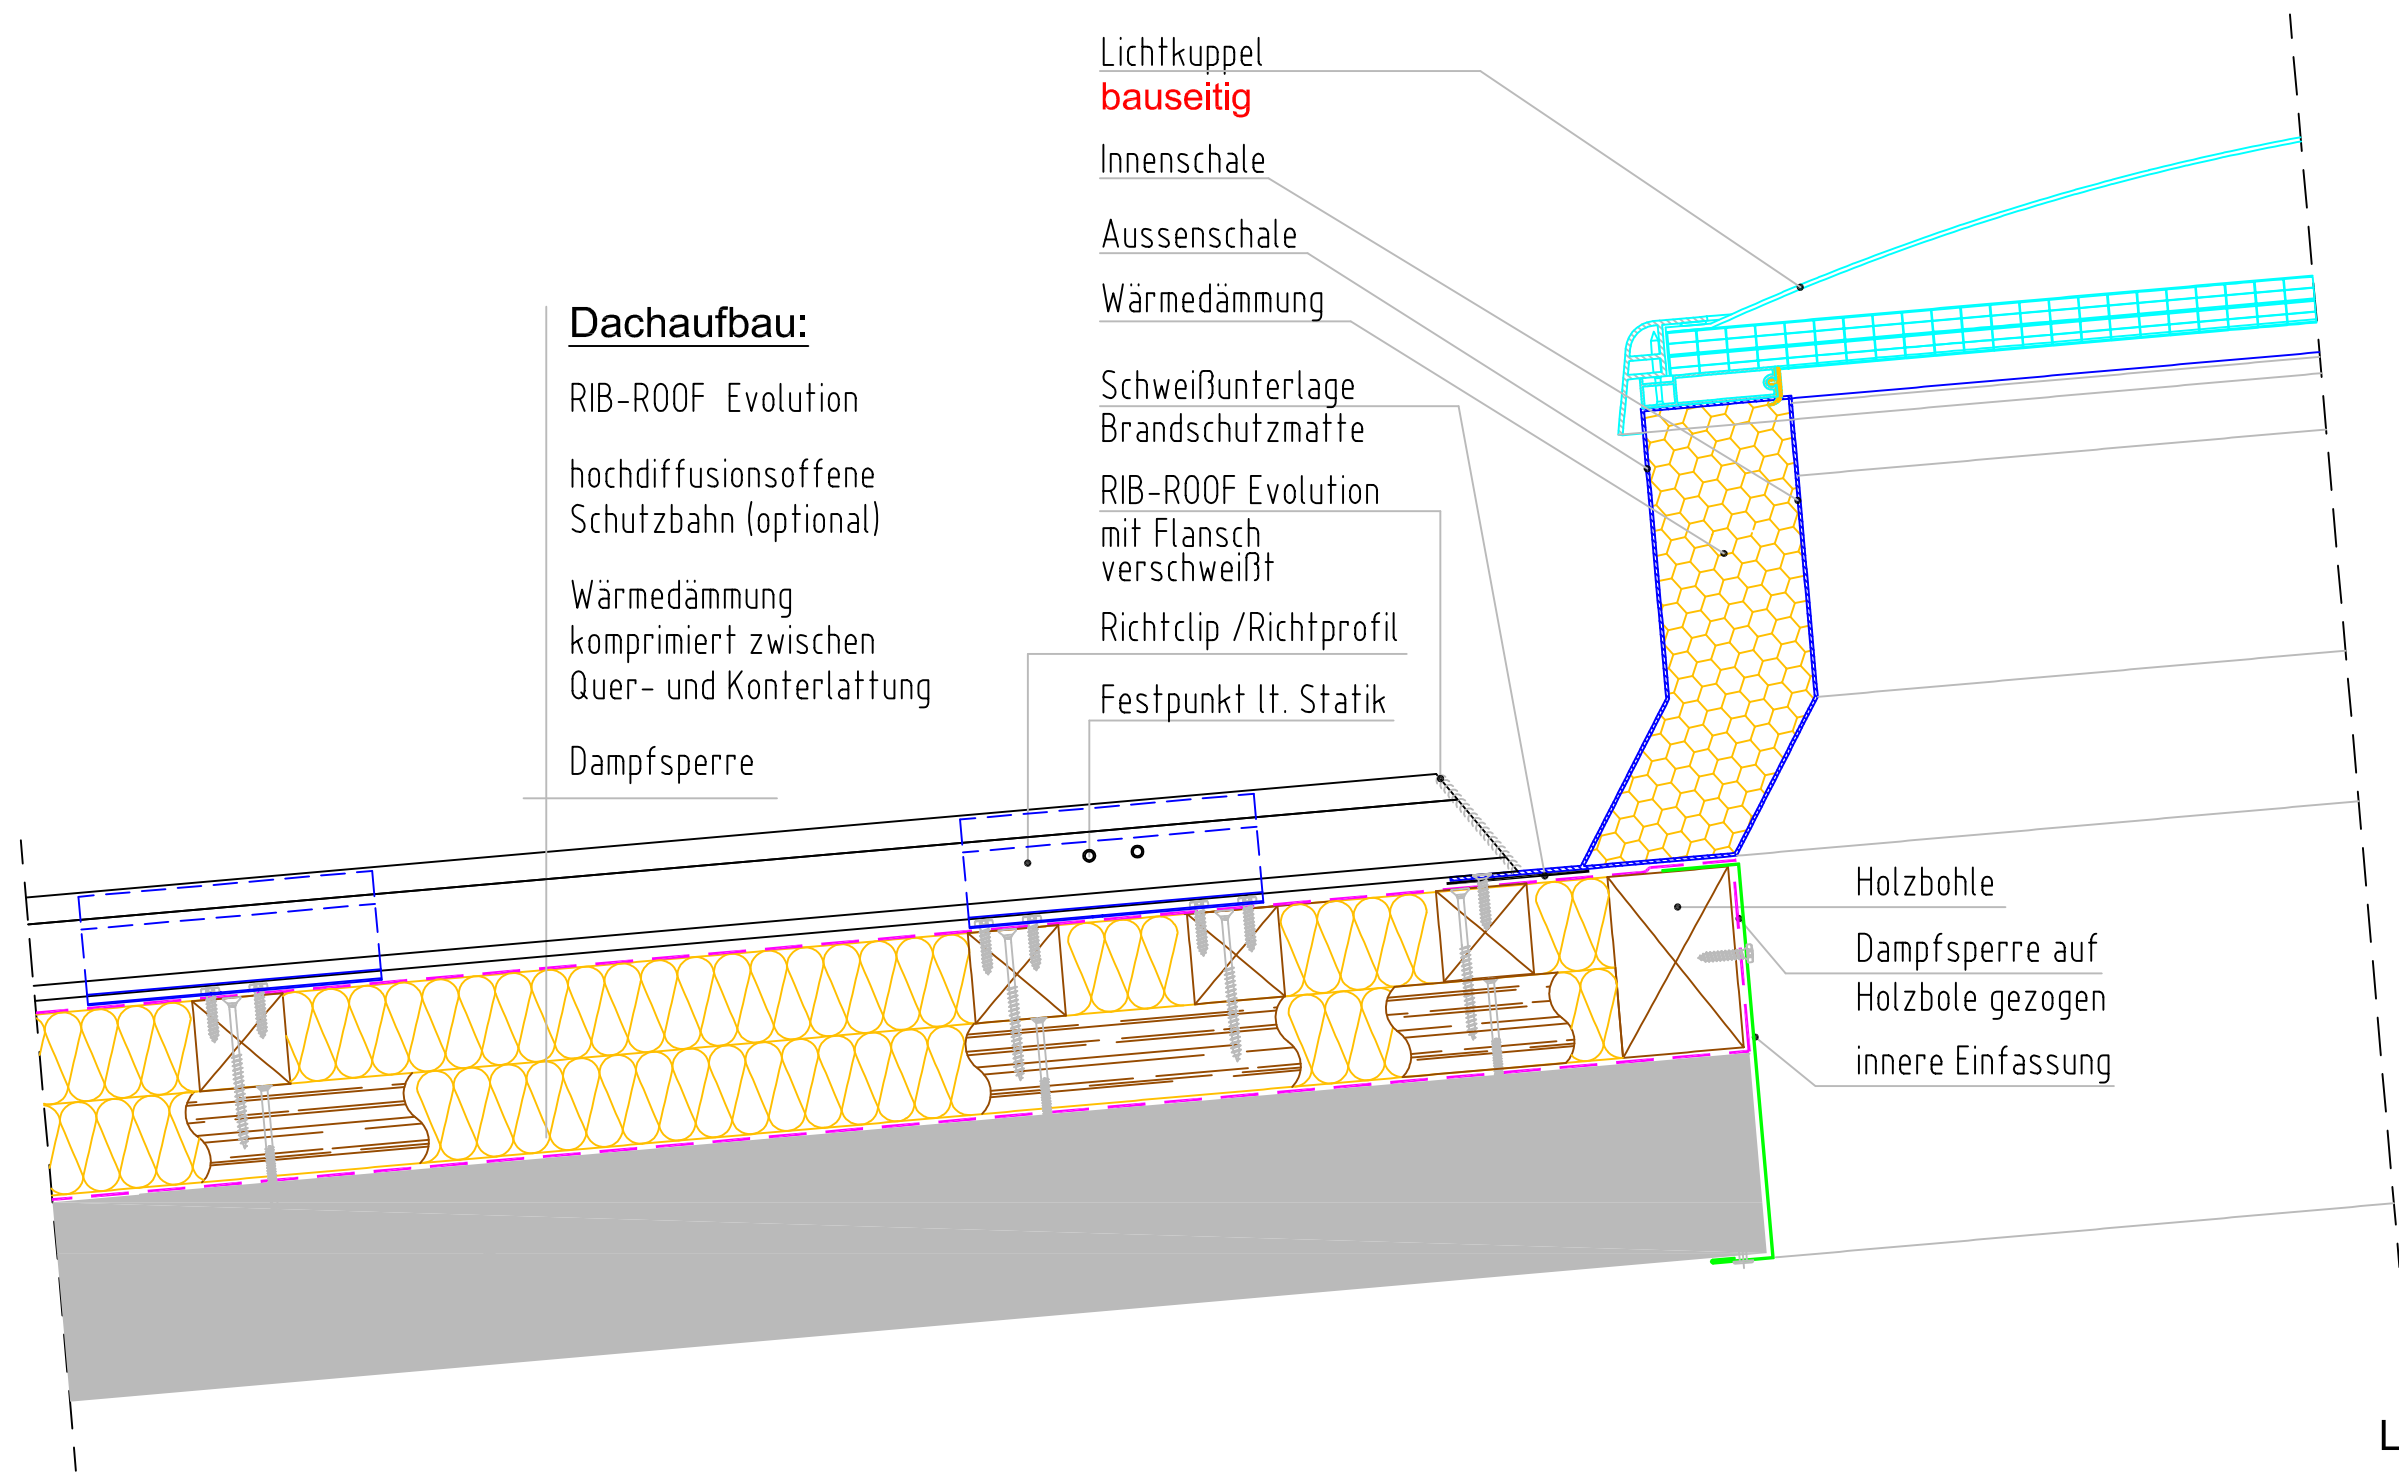 Lichtkuppel
bauseitig
Innenschale
Aussenschale
Wärmedämmung
Schweißunterlage
Brandschutzmatte
RIB-ROOF Evolution
mit Flansch
verschweißt
Richtclip /Richtprofil
Festpunkt lt. Statik
Dachaufbau:
RIB-ROOF Evolution
hochdiffusionsoffene
Schutzbahn (optional)
Wärmedämmung
komprimiert zwischen
Quer- und Konterlattung
Dampfsperre
Holzbohle
Dampfsperre auf
Holzbole gezogen
innere Einfassung
L